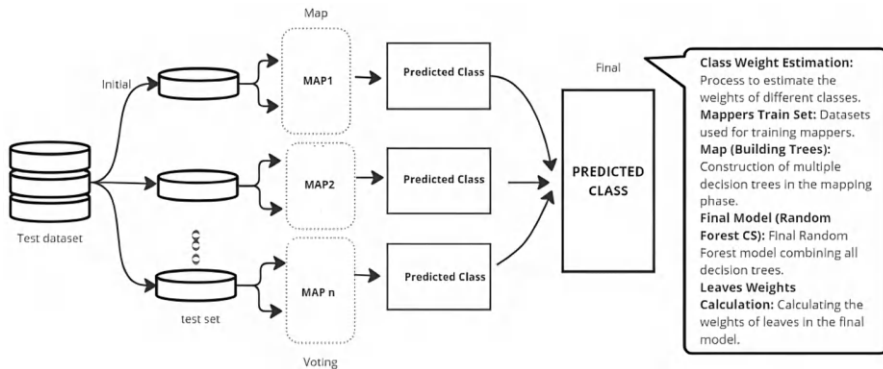 Map
Initial
MAP1
Predicted Class
Final
MAP2
Predicted Class
PREDICTED
CLASS
Test dataset
MAP n
Predicted Class
test set
Voting
Class Weight Estimation:
Process to estimate the
weights of different classes.
Mappers Train Set: Datasets
used for training mappers.
Map (Building Trees):
Construction of multiple
decision trees in the mapping
phase.
Final Model (Random
Forest CS): Final Random
Forest model combining all
decision trees.
Leaves Weights
Calculation: Calculating the
weights of leaves in the final
model.